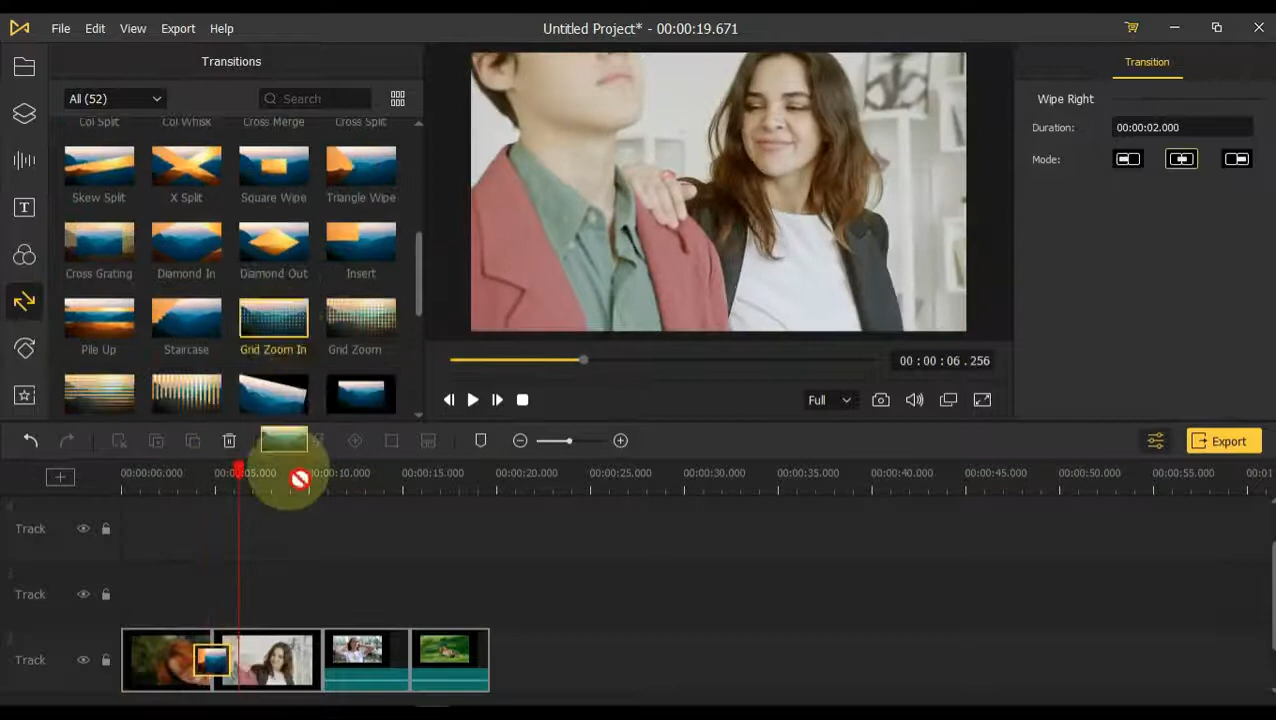 File Edit View Export Help
Untitled Project* - 00:00:19.671
Transitions
All (52)
Search
Col Split Col Whisk Cross Merge Cross Split
Skew Split X Split Square Wipe Triangle Wipe
Cross Grating Diamond In Diamond Out Insert
Pile Up Staircase Grid Zoom In Grid Zoom
Transition
Wipe Right
Duration: 00:00:02.000
Mode:
00 : 00 : 06 .256
Full
Export
00:00:00.000 00:00:05.000 00:00:10.000 00:00:15.000 00:00:20.000 00:00:25.000 00:00:30.000 00:00:35.000 00:00:40.000 00:00:45.000 00:00:50.000 00:00:55.000 00:01
Track
Track
Track